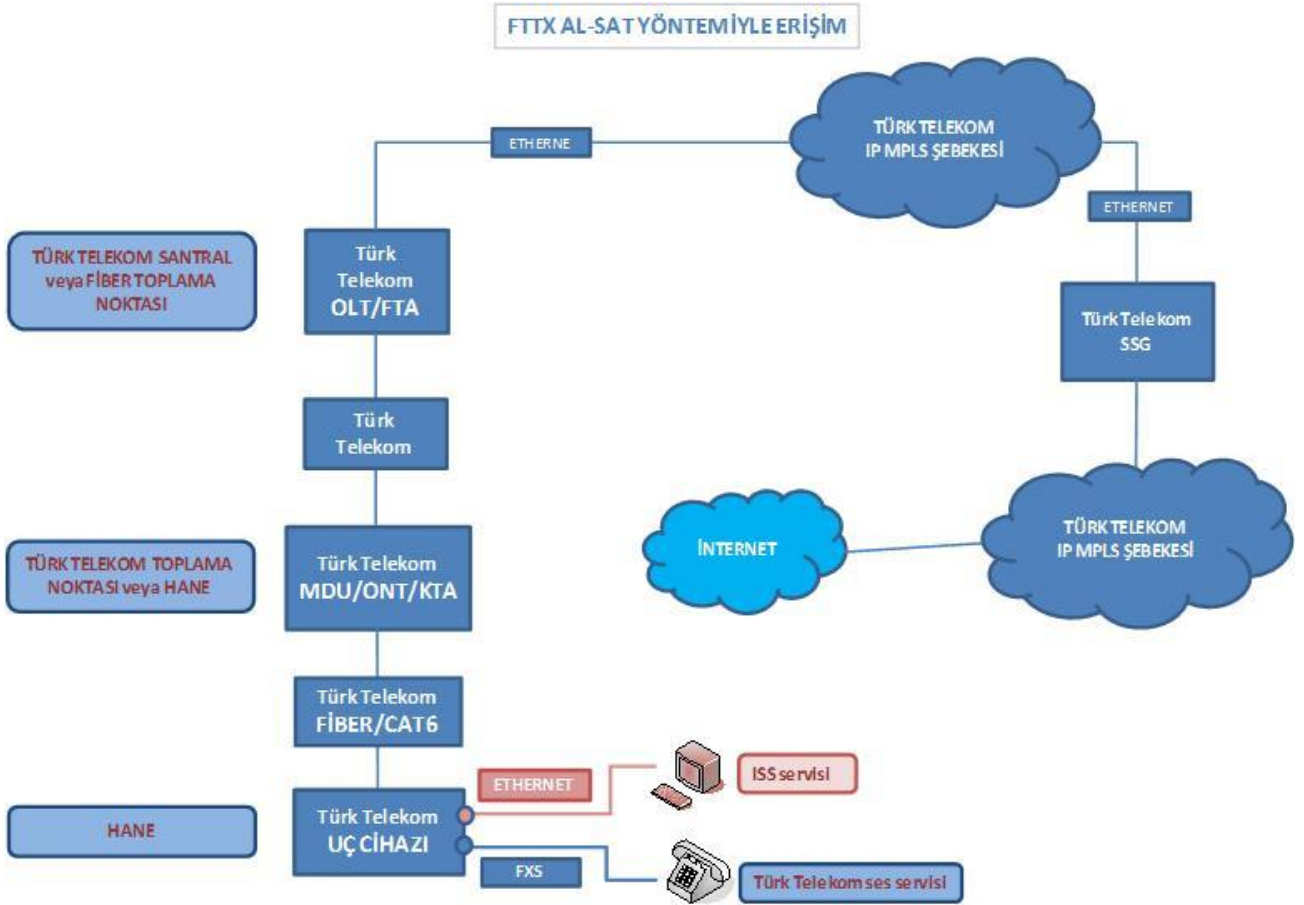 FTTX AL-SAT YÖNTEMİYLE ERİŞİM
TÜRK TELEKOM
IP MPLS ŞEBEKESİ
ETHERNE
ETHERNET
TÜRK TELEKOM SANTRAL
veya FİBER TOPLAMA
NOKTASI
Türk
Telekom
OLT/FTA
Türk Telekom
SSG
Türk
Telekom
TÜRK TELEKOM TOPLAMA
NOKTASI veya HANE
Türk Telekom
MDU/ONT/KTA
İNTERNET
TÜRK TELEKOM
IP MPLS ŞEBEKESİ
Türk Telekom
FİBER/CAT6
ETHERNET
ISS servisi
HANE
Türk Telekom
UÇ CİHAZI
FXS
Türk Telekom ses servisi